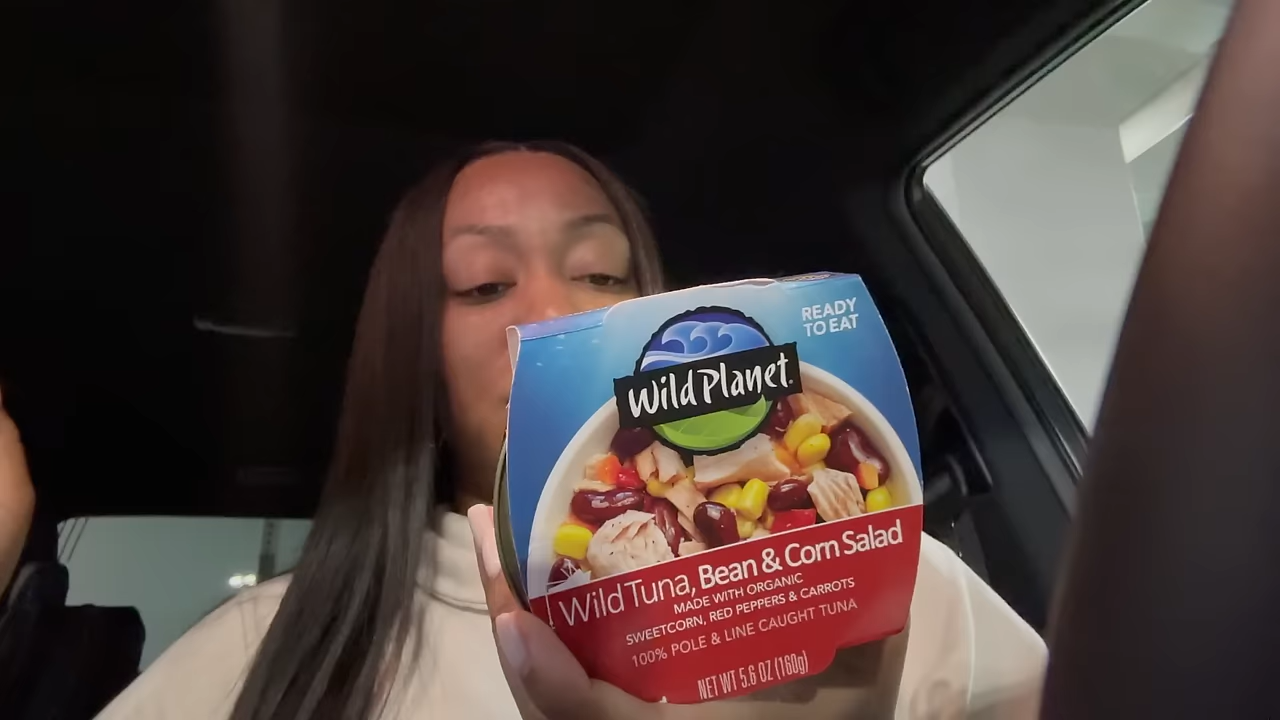 READY
TO EAT
Wild Planet
Wild Tuna, Bean & Corn Salad
MADE WITH ORGANIC
SWEETCORN, RED PEPPERS & CARROTS
100% POLE & LINE CAUGHT TUNA
NET WT 5.6 OZ (160g)